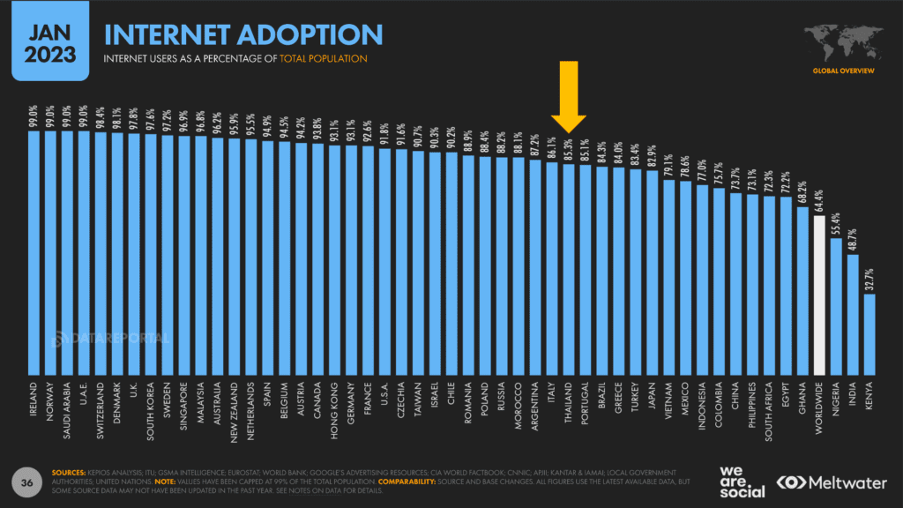 JAN
2023
INTERNET ADOPTION
INTERNET USERS AS A PERCENTAGE OF TOTAL POPULATION
GLOBAL OVERVIEW
99.0% 99.0% 99.0% 99.0% 98.4% 98.1% 97.8% 97.6% 97.2% 96.9% 96.8% 96.2% 95.9% 95.5% 94.9% 94.5% 94.2% 93.8% 93.1% 93.1% 92.6% 91.8% 91.6% 90.7% 90.3% 90.2% 88.9% 88.4% 88.2% 88.1% 87.2% 86.1% 85.3% 85.1% 84.3% 84.0% 83.4% 82.9% 79.1% 78.6% 77.0% 75.7% 73.7% 73.1% 72.3% 72.2% 68.2% 64.4% 55.4% 48.7% 32.7%
DATAREPORTAL
IRELAND NORWAY SAUDI ARABIA U.A.E. SWITZERLAND DENMARK U.K. SOUTH KOREA SWEDEN SINGAPORE MALAYSIA AUSTRALIA NEW ZEALAND NETHERLANDS SPAIN BELGIUM AUSTRIA CANADA HONG KONG GERMANY FRANCE U.S.A. CZECHIA TAIWAN ISRAEL CHILE ROMANIA POLAND RUSSIA MOROCCO ARGENTINA ITALY THAILAND PORTUGAL BRAZIL GREECE TURKEY JAPAN VIETNAM MEXICO INDONESIA COLOMBIA CHINA PHILIPPINES SOUTH AFRICA EGYPT GHANA WORLDWIDE NIGERIA INDIA KENYA
36
SOURCES: KEPIOS ANALYSIS; ITU; GSMA INTELLIGENCE; EUROSTAT; WORLD BANK; GOOGLE'S ADVERTISING RESOURCES; CIA WORLD FACTBOOK; CNNIC; APJII; KANTAR & IAMAI; LOCAL GOVERNMENT
AUTHORITIES; UNITED NATIONS. NOTE: VALUES HAVE BEEN CAPPED AT 99% OF THE TOTAL POPULATION. COMPARABILITY: SOURCE AND BASE CHANGES. ALL FIGURES USE THE LATEST AVAILABLE DATA, BUT
SOME SOURCE DATA MAY NOT HAVE BEEN UPDATED IN THE PAST YEAR. SEE NOTES ON DATA FOR DETAILS.
we
are
social
Meltwater